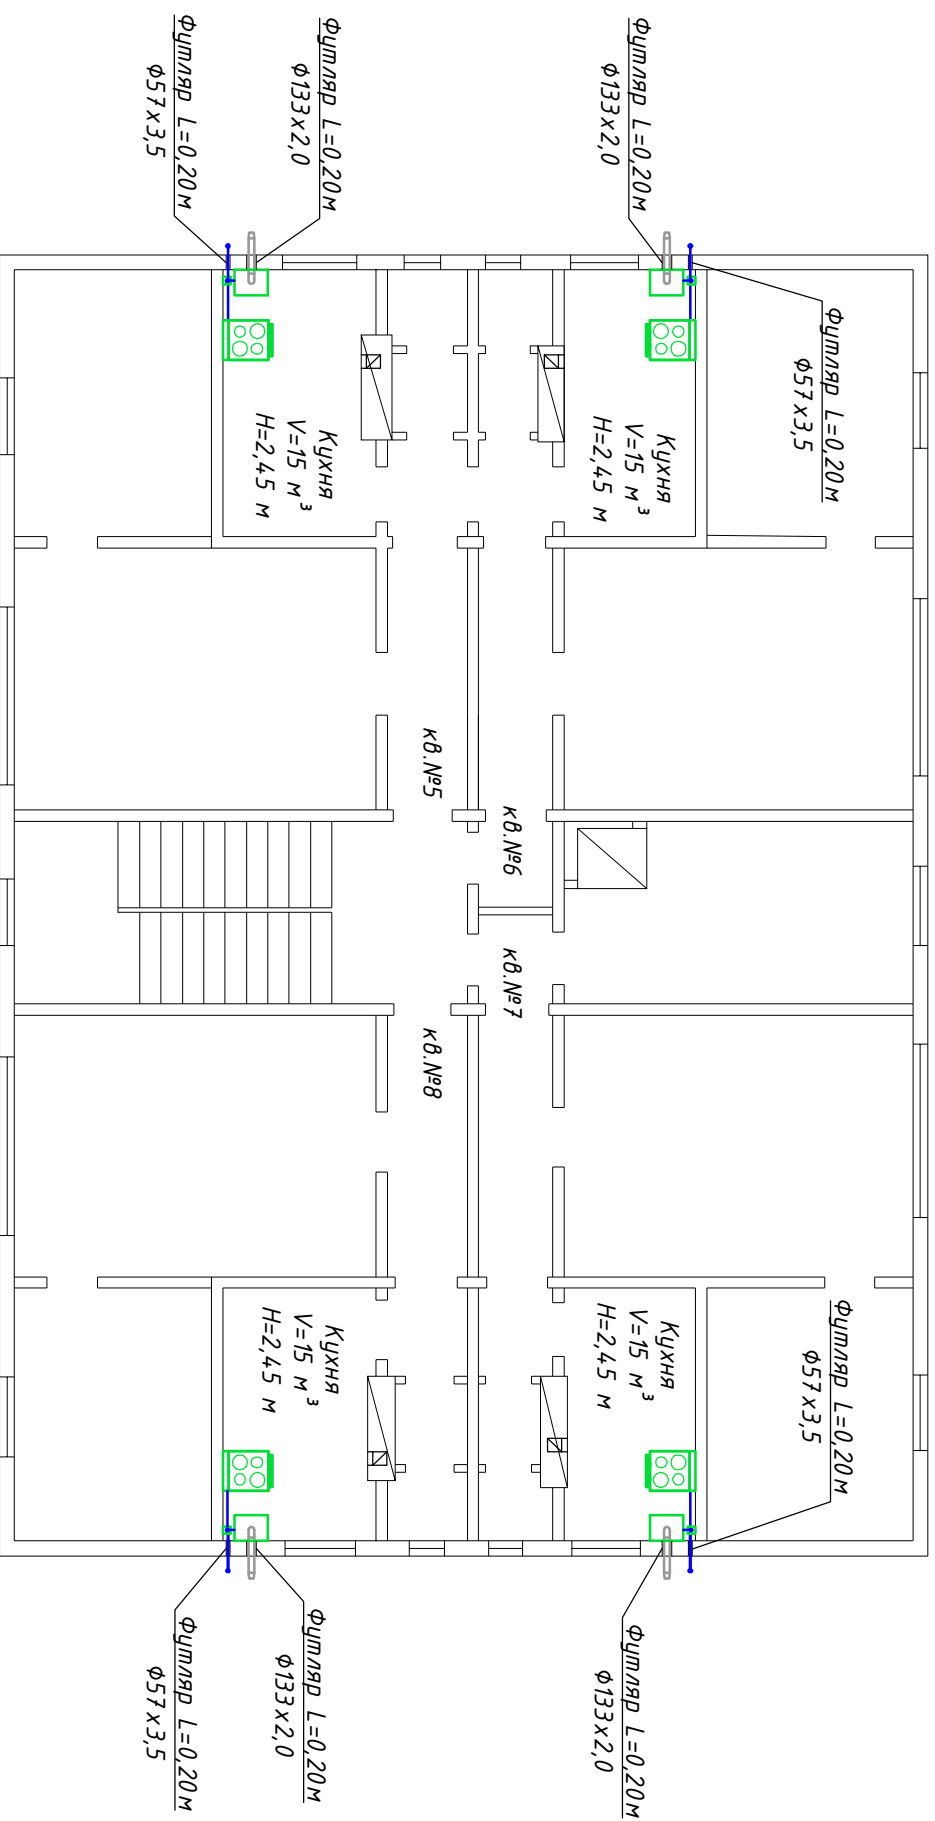 Футляр L=0,20м
ф57х3,5
Футляр L=0,20м
ф133х2,0
Футляр L=0,20м
ф133х2,0
Футляр L=0,20м
ф57х3,5
Кухня
V=15 м³
H=2,45 м
Кухня
V=15 м³
H=2,45 м
кв.№5
кв.№6
кв.№7
кв.№8
Кухня
V=15 м³
H=2,45 м
Кухня
V=15 м³
H=2,45 м
Футляр L=0,20м
ф57х3,5
Футляр L=0,20м
ф57х3,5
Футляр L=0,20м
ф133х2,0
Футляр L=0,20м
ф133х2,0